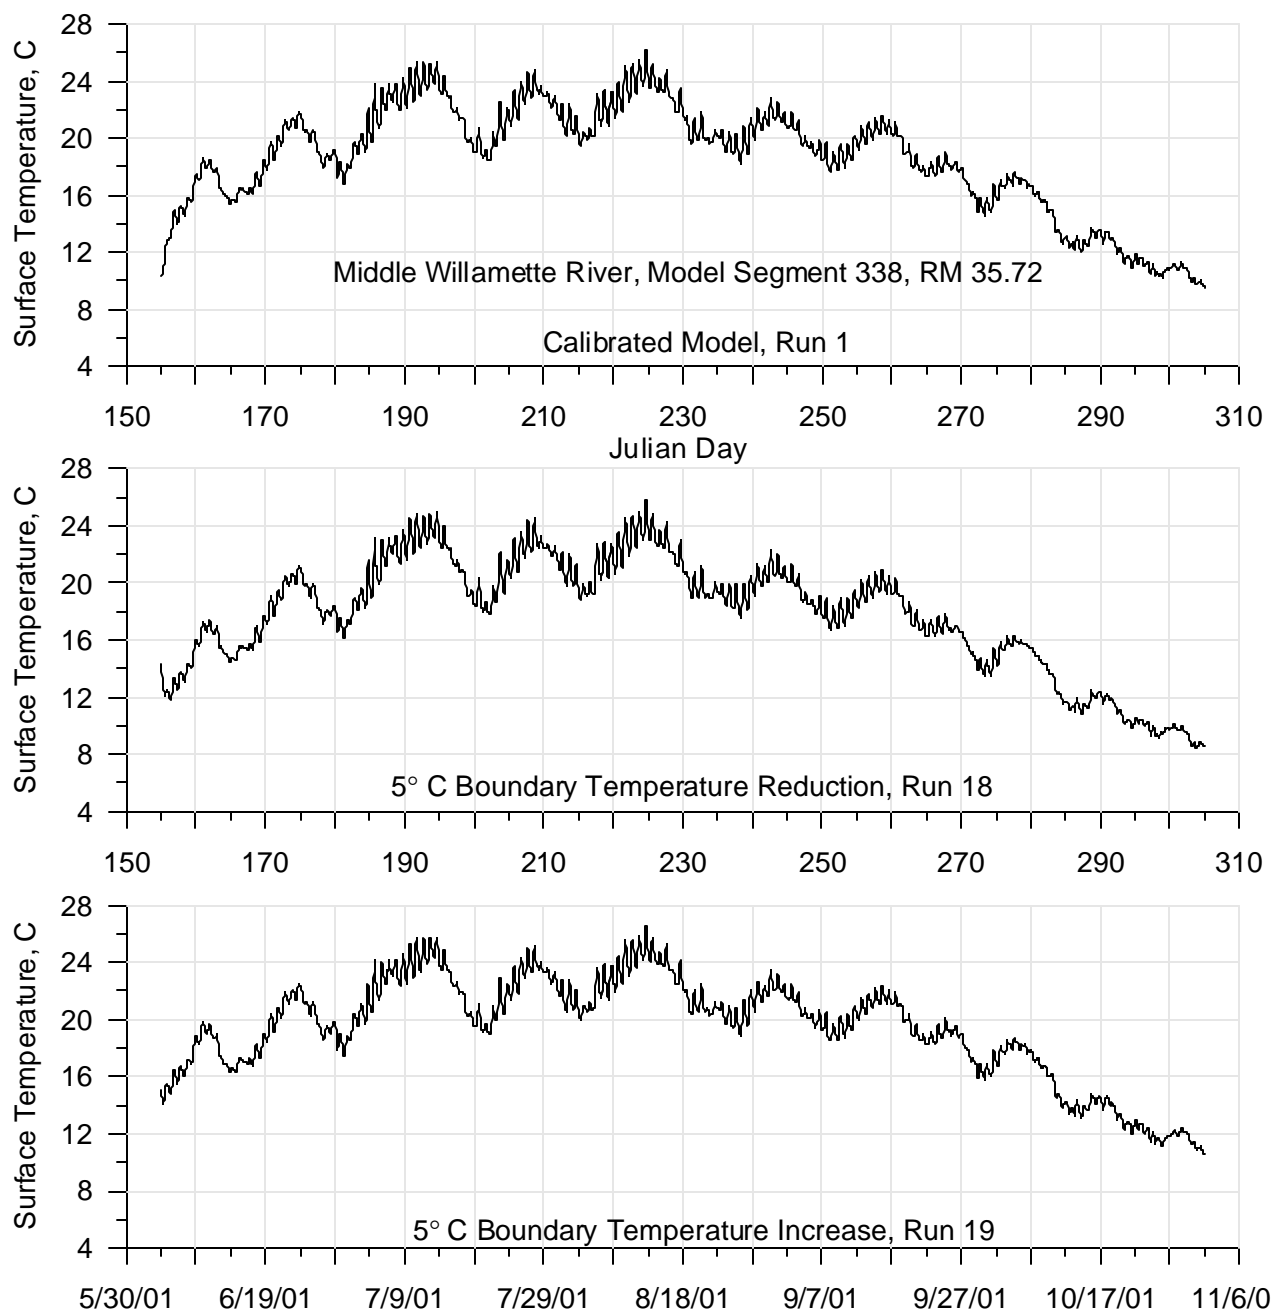 28
24
20
16
12
8
4
Surface Temperature, C
Middle Willamette River, Model Segment 338, RM 35.72
Calibrated Model, Run 1
150 170 190 210 230 250 270 290 310
Julian Day
28
24
20
16
12
8
4
Surface Temperature, C
5° C Boundary Temperature Reduction, Run 18
150 170 190 210 230 250 270 290 310
28
24
20
16
12
8
4
Surface Temperature, C
5° C Boundary Temperature Increase, Run 19
5/30/01 6/19/01 7/9/01 7/29/01 8/18/01 9/7/01 9/27/01 10/17/01 11/6/0